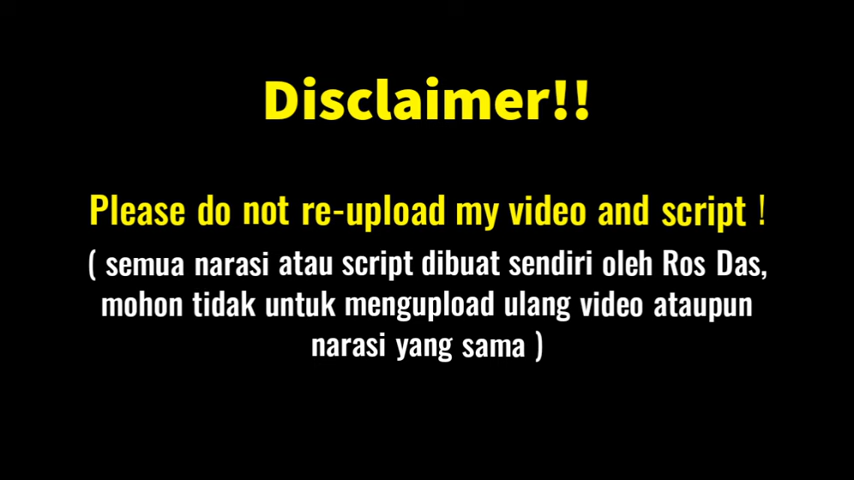 Disclaimer!!
Please do not re-upload my video and script !
( semua narasi atau script dibuat sendiri oleh Ros Das,
mohon tidak untuk mengupload ulang video ataupun
narasi yang sama )